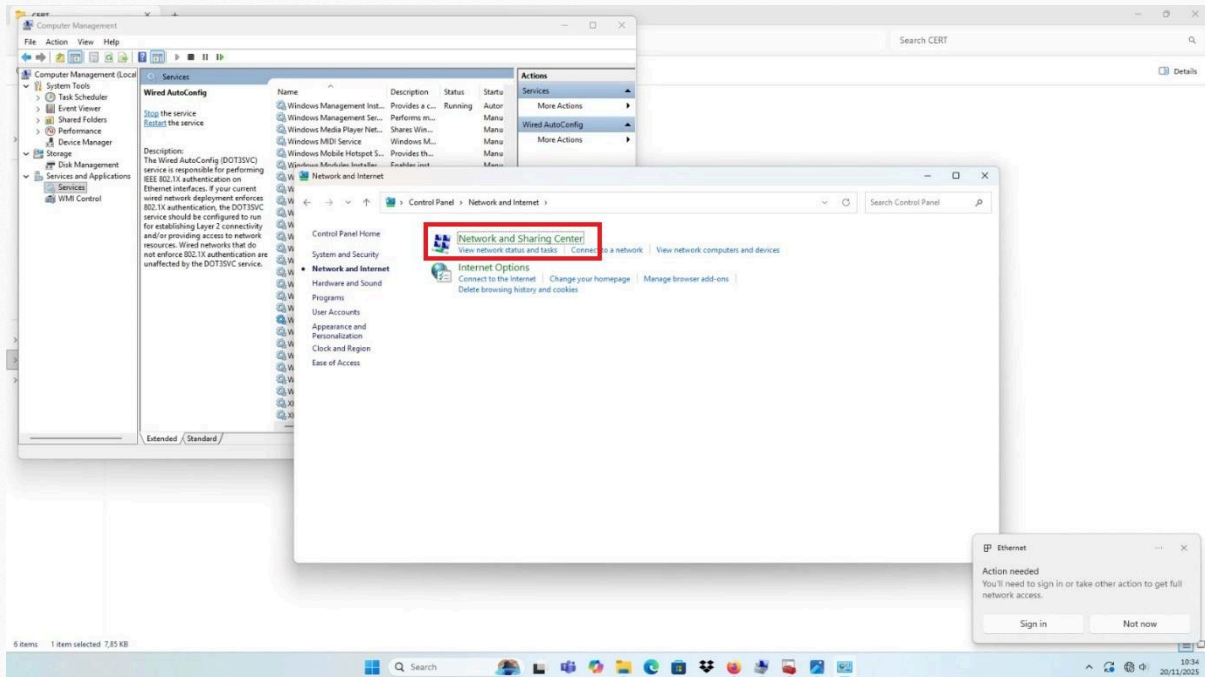 CERT
Computer Management
File Action View Help
Search CERT
Details
Computer Management (Local
System Tools
Task Scheduler
Event Viewer
Shared Folders
Performance
Device Manager
Storage
Disk Management
Services and Applications
Services
WMI Control
Services
Wired AutoConfig
Stop the service
Restart the service
Description:
The Wired AutoConfig (DOT3SVC)
service is responsible for performing
IEEE 802.1X authentication on
Ethernet interfaces. If your current
wired network deployment enforces
802.1X authentication, the DOT3SVC
service should be configured to run
for establishing Layer 2 connectivity
and/or providing access to network
resources. Wired networks that do
not enforce 802.1X authentication are
unaffected by the DOT3SVC service.
Name Description Status Startu
Windows Management Inst... Provides a c... Running Autor
Windows Management Ser... Performs m... Manu
Windows Media Player Net... Shares Win... Manu
Windows MIDI Service Windows M... Manu
Windows Mobile Hotspot S... Provides th... Manu
Windows Modules Installer Enables inst Manu
Extended Standard
Actions
Services
More Actions
Wired AutoConfig
More Actions
Network and Internet
Control Panel > Network and Internet >
Search Control Panel
Control Panel Home
System and Security
Network and Internet
Hardware and Sound
Programs
User Accounts
Appearance and
Personalization
Clock and Region
Ease of Access
Network and Sharing Center
View network status and tasks Connect to a network View network computers and devices
Internet Options
Connect to the Internet Change your homepage Manage browser add-ons
Delete browsing history and cookies
Ethernet
Action needed
You'll need to sign in or take other action to get full
network access.
Sign in Not now
6 items 1 item selected 7,85 KB
Search
10:34
20/11/2025